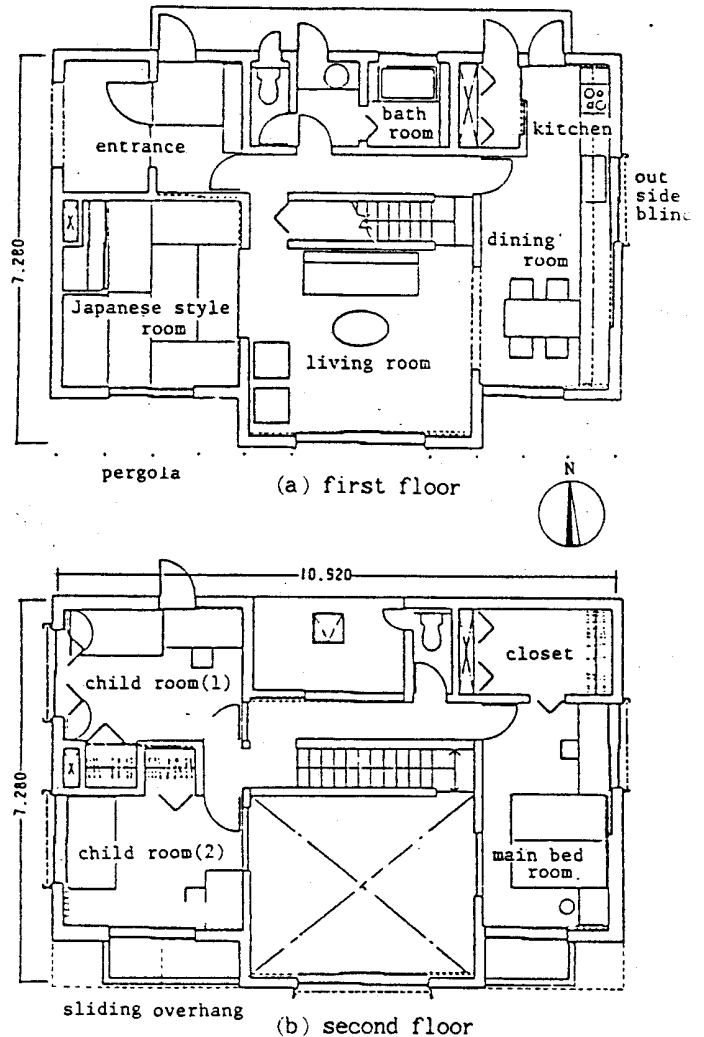 entrance
bath
room
kitchen
out
side
blind
7.280
dining
room
Japanese style
room
living room
pergola
(a) first floor
N
10.920
child room(1)
closet
7.280
child room(2)
main bed
room
sliding overhang
(b) second floor